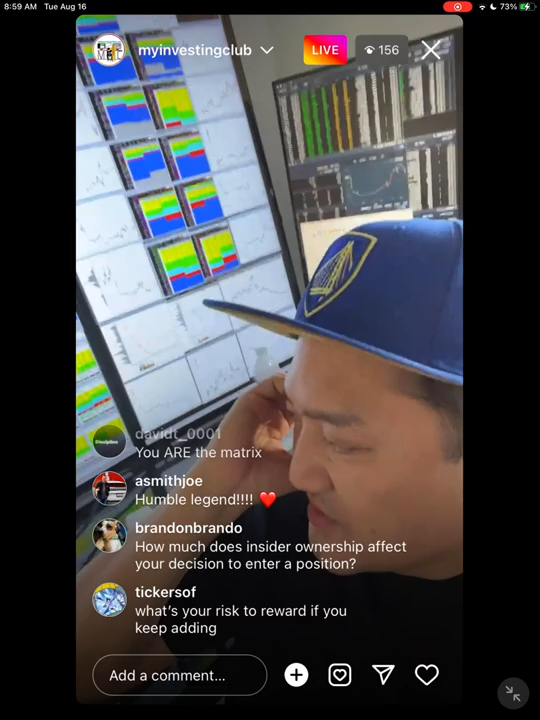 8:59 AM Tue Aug 16
73%
myinvestingclub
LIVE
156
davidt_0001
You ARE the matrix
asmithjoe
Humble legend!!!! ❤️
brandonbrando
How much does insider ownership affect
your decision to enter a position?
tickersof
what's your risk to reward if you
keep adding
Add a comment...